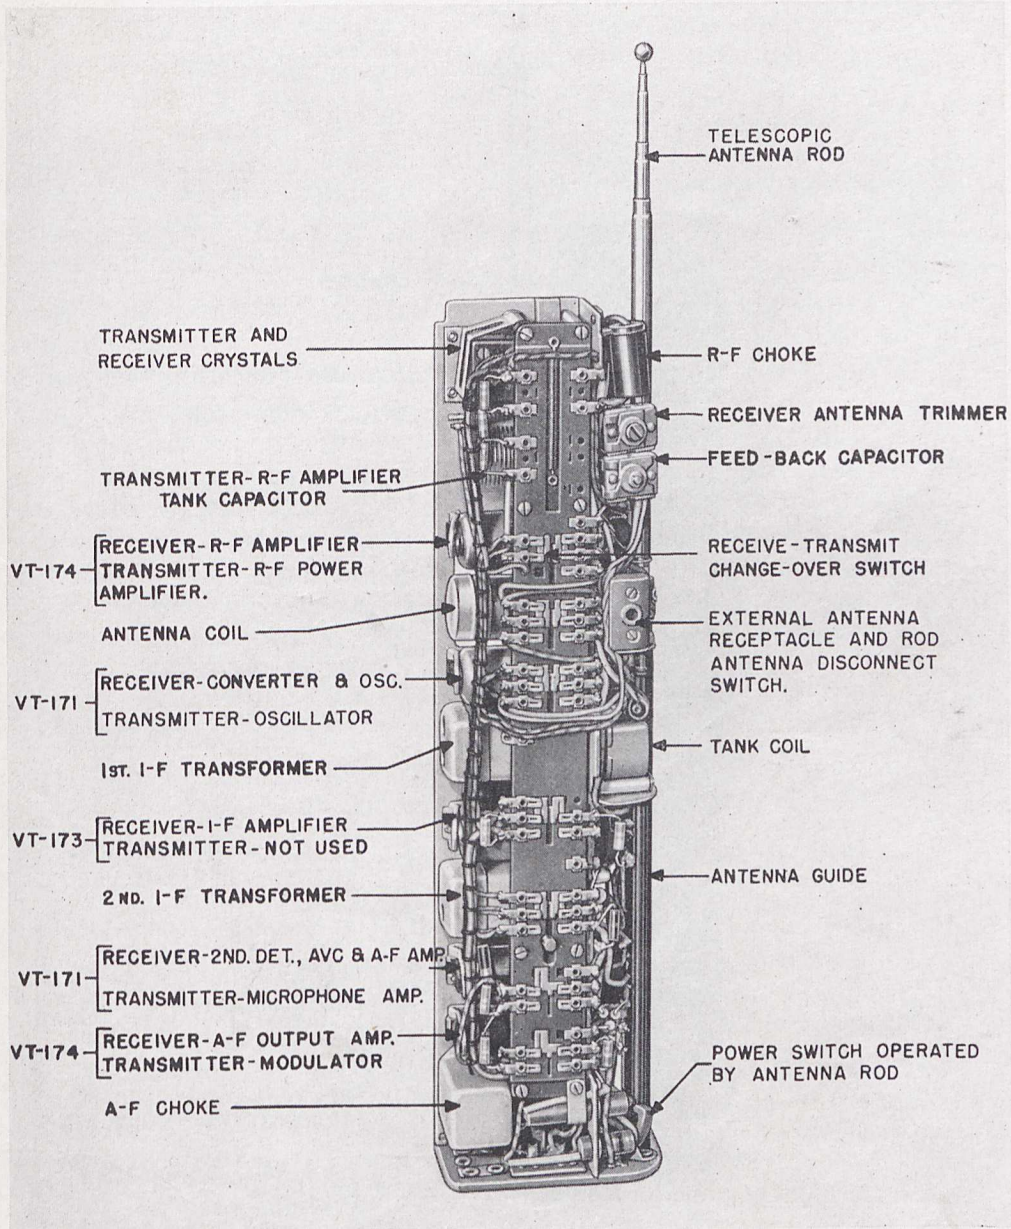 TELESCOPIC
ANTENNA ROD
TRANSMITTER AND
RECEIVER CRYSTALS
R-F CHOKE
RECEIVER ANTENNA TRIMMER
FEED-BACK CAPACITOR
TRANSMITTER-R-F AMPLIFIER
TANK CAPACITOR
VT-174
RECEIVER-R-F AMPLIFIER
TRANSMITTER-R-F POWER
AMPLIFIER.
RECEIVE-TRANSMIT
CHANGE-OVER SWITCH
ANTENNA COIL
EXTERNAL ANTENNA
RECEPTACLE AND ROD
ANTENNA DISCONNECT
SWITCH.
VT-171
RECEIVER-CONVERTER & OSC.
TRANSMITTER-OSCILLATOR
TANK COIL
1ST. I-F TRANSFORMER
VT-173
RECEIVER-I-F AMPLIFIER
TRANSMITTER-NOT USED
2ND. I-F TRANSFORMER
ANTENNA GUIDE
VT-171
RECEIVER-2ND. DET., AVC & A-F AMP.
TRANSMITTER-MICROPHONE AMP.
VT-174
RECEIVER-A-F OUTPUT AMP.
TRANSMITTER-MODULATOR
POWER SWITCH OPERATED
BY ANTENNA ROD
A-F CHOKE